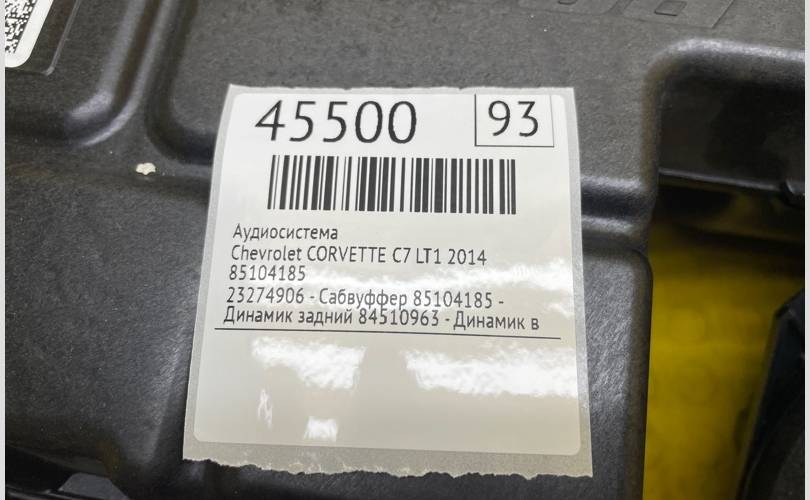 45500
93
Аудиосистема
Chevrolet CORVETTE C7 LT1 2014
85104185
23274906 - Сабвуффер 85104185 -
Динамик задний 84510963 - Динамик в